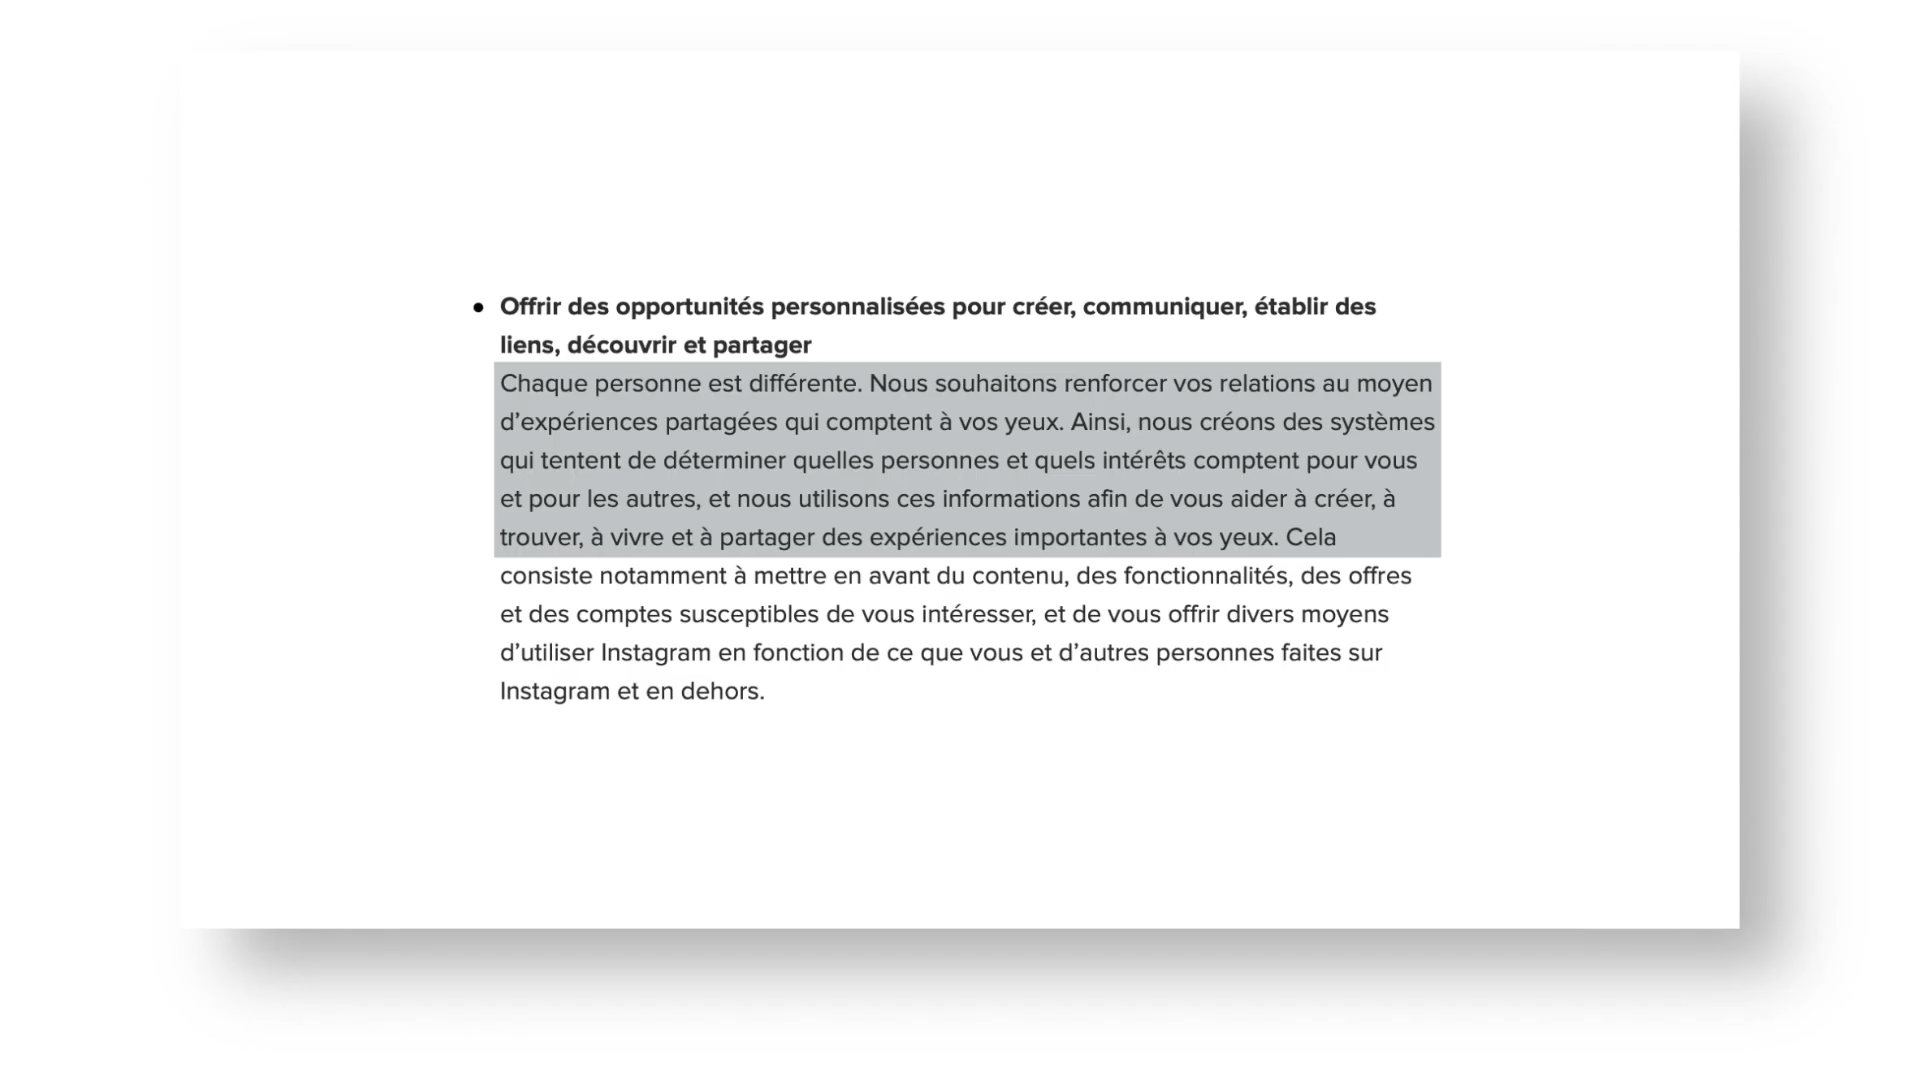 • Offrir des opportunités personnalisées pour créer, communiquer, établir des
liens, découvrir et partager
Chaque personne est différente. Nous souhaitons renforcer vos relations au moyen
d’expériences partagées qui comptent à vos yeux. Ainsi, nous créons des systèmes
qui tentent de déterminer quelles personnes et quels intérêts comptent pour vous
et pour les autres, et nous utilisons ces informations afin de vous aider à créer, à
trouver, à vivre et à partager des expériences importantes à vos yeux. Cela
consiste notamment à mettre en avant du contenu, des fonctionnalités, des offres
et des comptes susceptibles de vous intéresser, et de vous offrir divers moyens
d’utiliser Instagram en fonction de ce que vous et d’autres personnes faites sur
Instagram et en dehors.